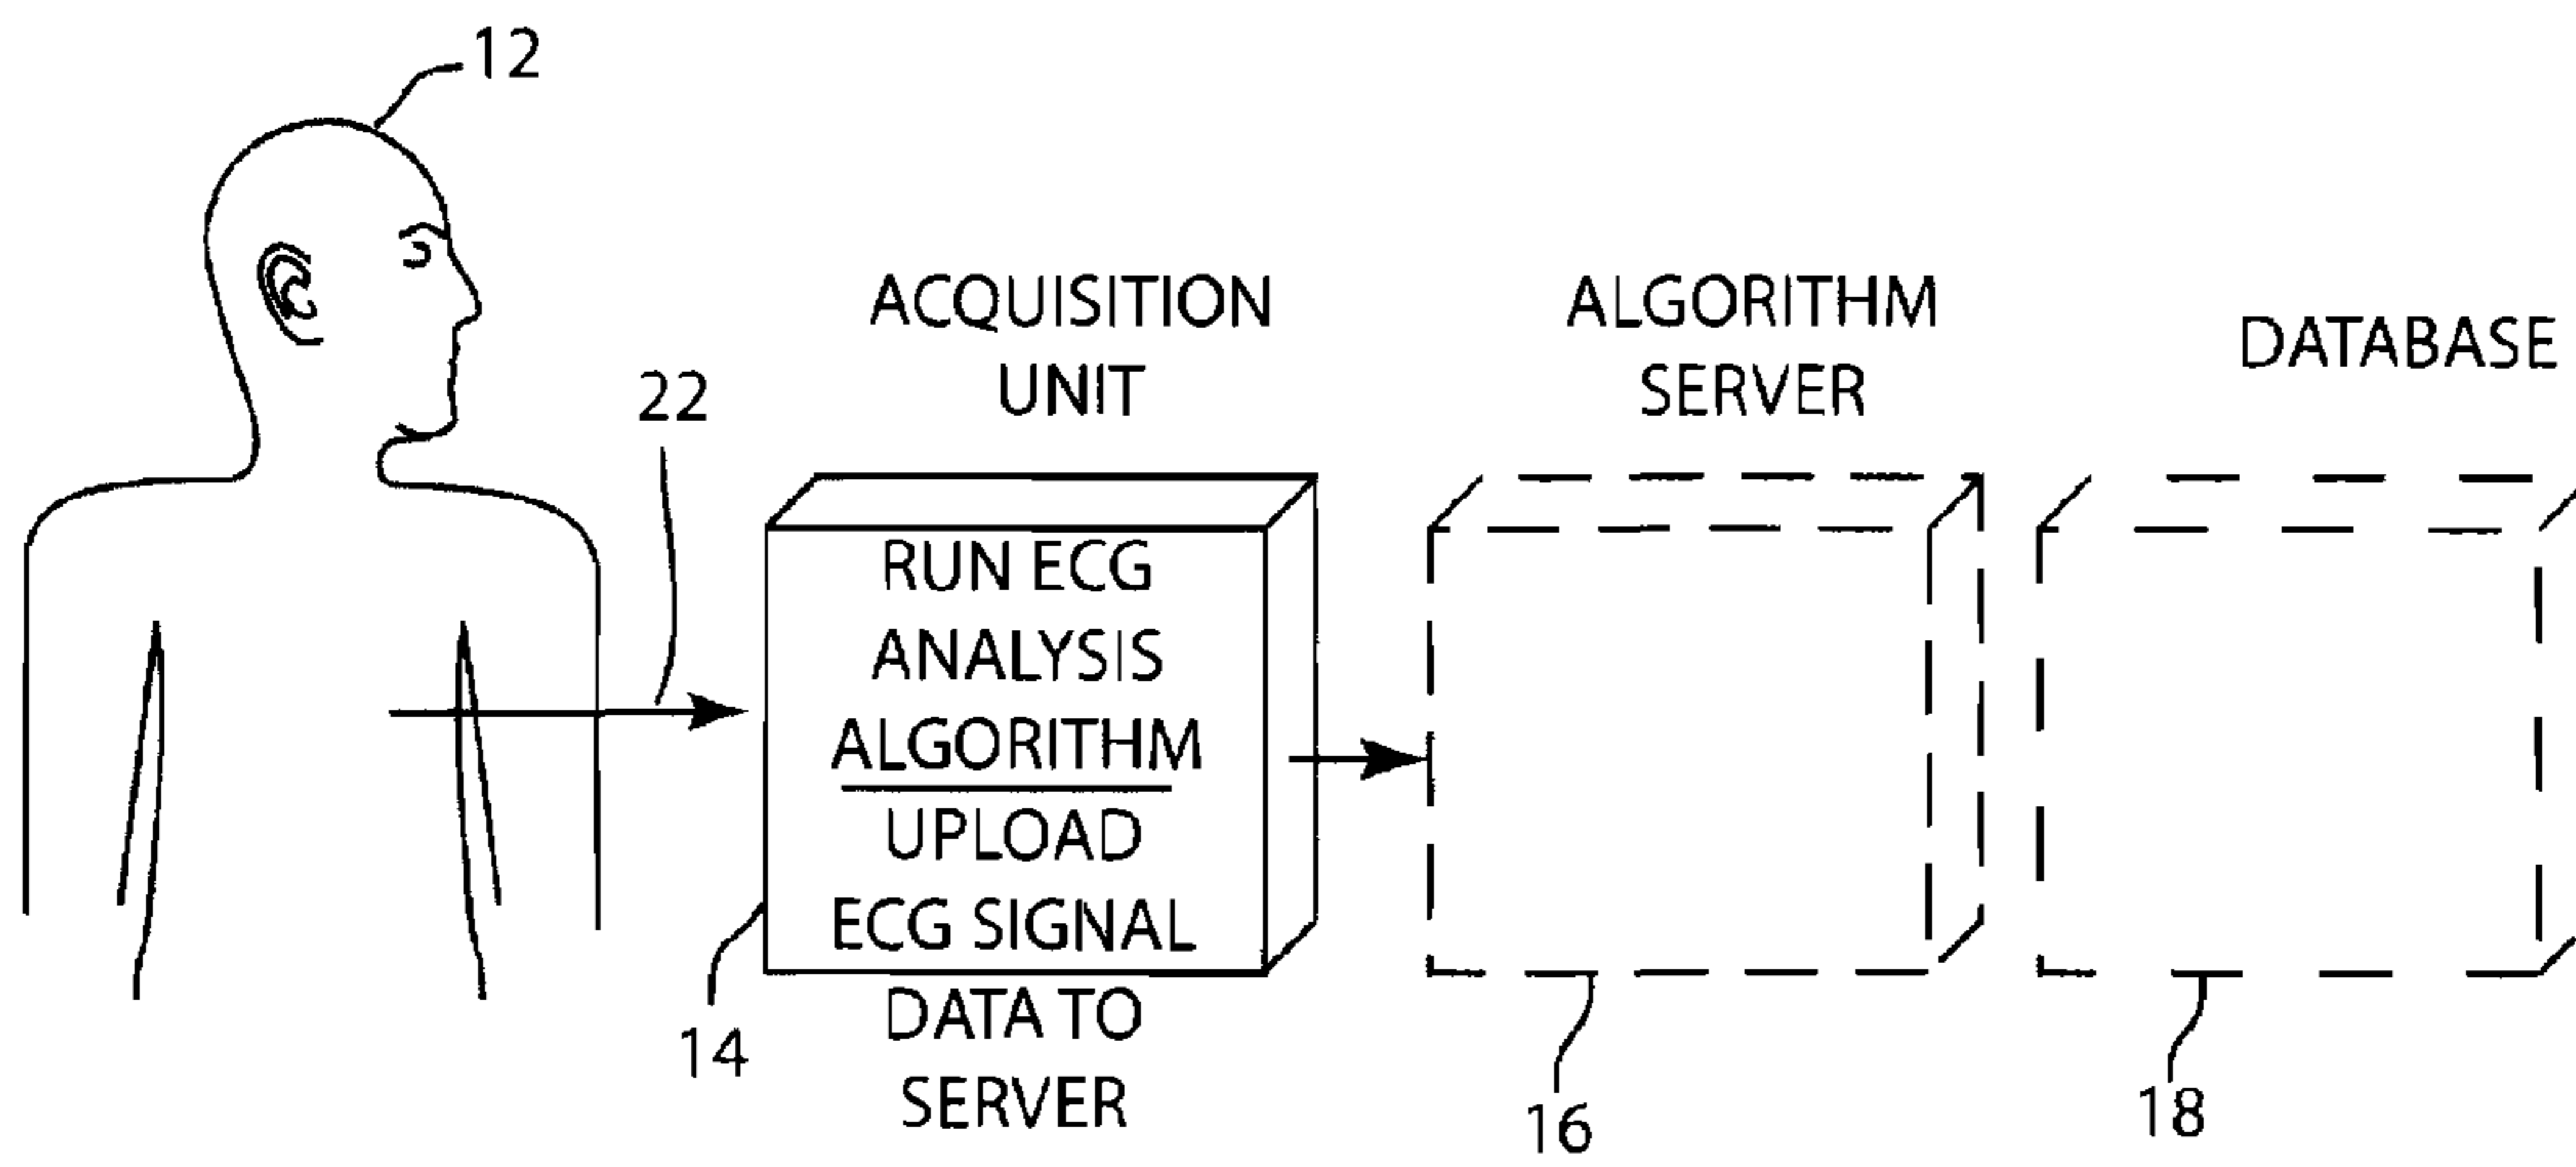 12
ACQUISITION
UNIT
ALGORITHM
SERVER
DATABASE
22
RUN ECG
ANALYSIS
ALGORITHM
UPLOAD
ECG SIGNAL
DATA TO
SERVER
14
16
18